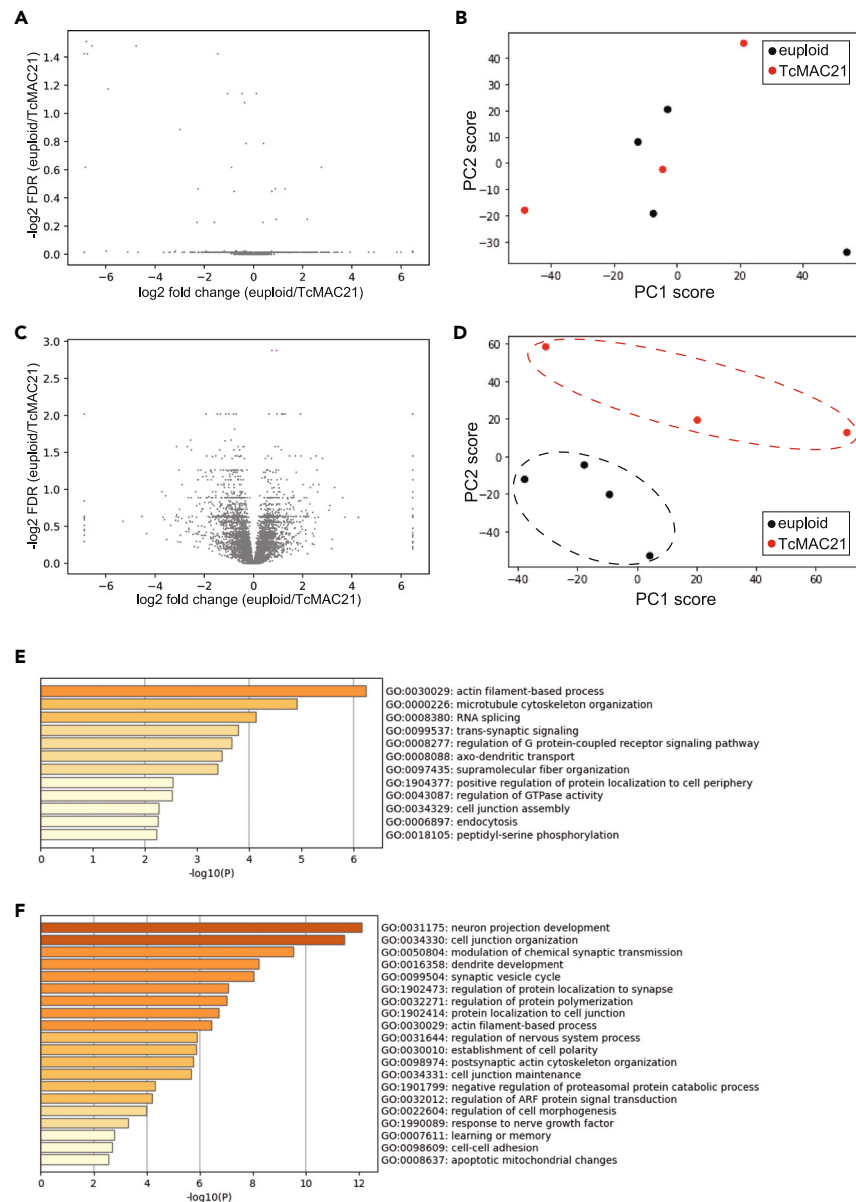 A
1.4
1.2
1.0
0.8
0.6
0.4
0.2
0.0
-log2 FDR (euploid/TcMAC21)
−6
−4
−2
0
2
4
6
log2 fold change (euploid/TcMAC21)
B
euploid
TcMAC21
40
30
20
10
0
−10
−20
−30
PC2 score
−40
−20
0
20
40
PC1 score
C
3.0
2.5
2.0
1.5
1.0
0.5
0.0
-log2 FDR (euploid/TcMAC21)
−6
−4
−2
0
2
4
6
log2 fold change (euploid/TcMAC21)
D
60
40
20
0
−20
−40
PC2 score
euploid
TcMAC21
−40
−20
0
20
40
60
PC1 score
E
GO:0030029: actin filament-based process
GO:0000226: microtubule cytoskeleton organization
GO:0008380: RNA splicing
GO:0099537: trans-synaptic signaling
GO:0008277: regulation of G protein-coupled receptor signaling pathway
GO:0008088: axo-dendritic transport
GO:0097435: supramolecular fiber organization
GO:1904377: positive regulation of protein localization to cell periphery
GO:0043087: regulation of GTPase activity
GO:0034329: cell junction assembly
GO:0006897: endocytosis
GO:0018105: peptidyl-serine phosphorylation
0
1
2
3
4
5
6
-log10(P)
F
GO:0031175: neuron projection development
GO:0034330: cell junction organization
GO:0050804: modulation of chemical synaptic transmission
GO:0016358: dendrite development
GO:0099504: synaptic vesicle cycle
GO:1902473: regulation of protein localization to synapse
GO:0032271: regulation of protein polymerization
GO:1902414: protein localization to cell junction
GO:0030029: actin filament-based process
GO:0031644: regulation of nervous system process
GO:0030010: establishment of cell polarity
GO:0098974: postsynaptic actin cytoskeleton organization
GO:0034331: cell junction maintenance
GO:1901799: negative regulation of proteasomal protein catabolic process
GO:0032012: regulation of ARF protein signal transduction
GO:0022604: regulation of cell morphogenesis
GO:1990089: response to nerve growth factor
GO:0007611: learning or memory
GO:0098609: cell-cell adhesion
GO:0008637: apoptotic mitochondrial changes
0
2
4
6
8
10
12
-log10(P)